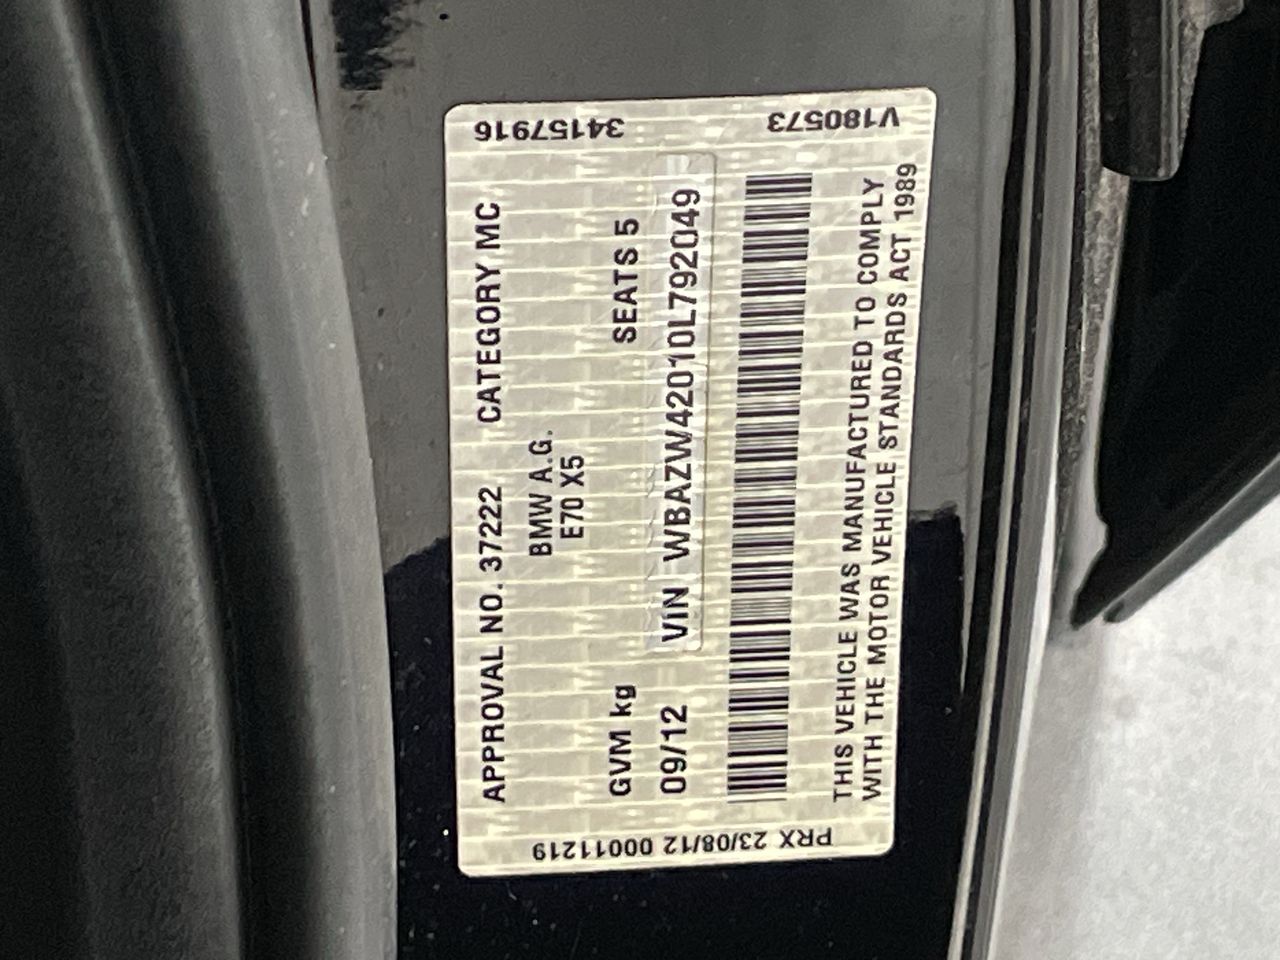 APPROVAL NO. 37222 CATEGORY MC
BMW A.G.
E70 X5
GVM kg SEATS 5
09/12 VIN WBAZW42010L792049
THIS VEHICLE WAS MANUFACTURED TO COMPLY
WITH THE MOTOR VEHICLE STANDARDS ACT 1989
34157916 V180573
PRX 23/08/12 00011219